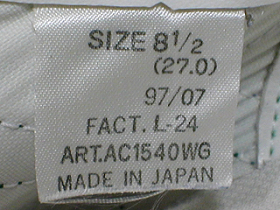 SIZE 8 1/2
(27.0)
97/07
FACT. L-24
ART.AC1540WG
MADE IN JAPAN